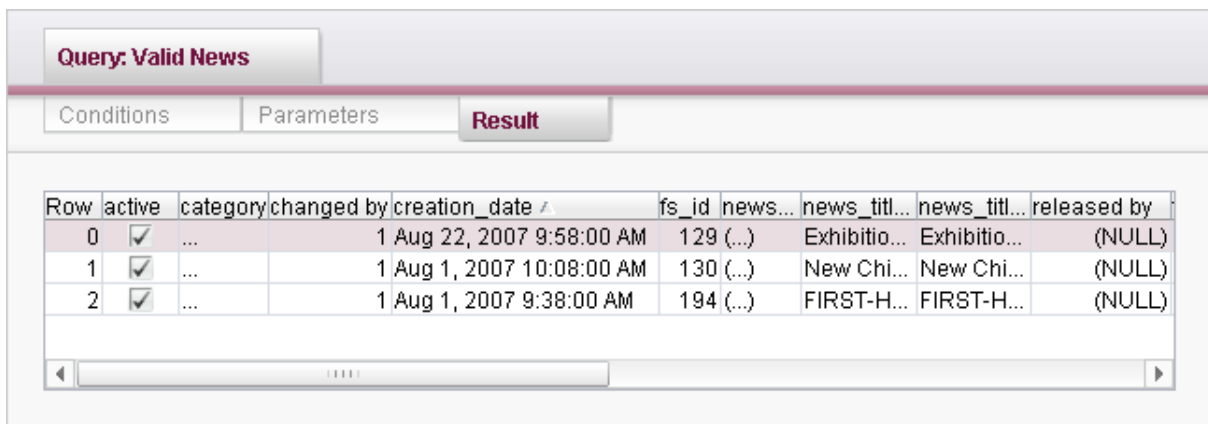 Query: Valid News
Conditions Parameters Result
Row active category changed by creation_date fs_id news... news_titl... news_titl... released by
0 ... 1 Aug 22, 2007 9:58:00 AM 129 (...) Exhibitio... Exhibitio... (NULL)
1 ... 1 Aug 1, 2007 10:08:00 AM 130 (...) New Chi... New Chi... (NULL)
2 ... 1 Aug 1, 2007 9:38:00 AM 194 (...) FIRST-H... FIRST-H... (NULL)